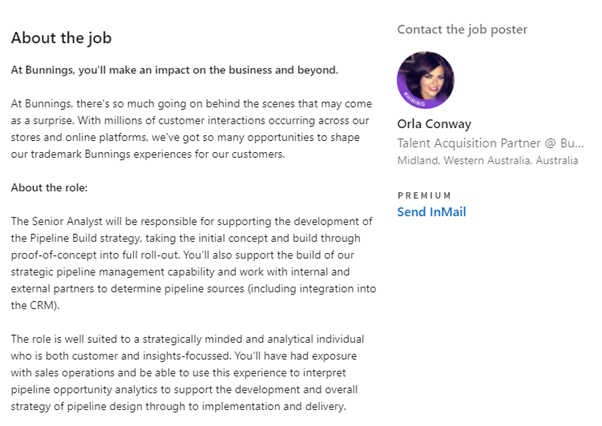 About the job
At Bunnings, you'll make an impact on the business and beyond.
At Bunnings, there's so much going on behind the scenes that may come
as a surprise. With millions of customer interactions occurring across our
stores and online platforms, we've got so many opportunities to shape
our trademark Bunnings experiences for our customers.
About the role:
The Senior Analyst will be responsible for supporting the development of
the Pipeline Build strategy, taking the initial concept and build through
proof-of-concept into full roll-out. You'll also support the build of our
strategic pipeline management capability and work with internal and
external partners to determine pipeline sources (including integration into
the CRM).
The role is well suited to a strategically minded and analytical individual
who is both customer and insights-focussed. You'll have had exposure
with sales operations and be able to use this experience to interpret
pipeline opportunity analytics to support the development and overall
strategy of pipeline design through to implementation and delivery.
Contact the job poster
#HIRING
Orla Conway
Talent Acquisition Partner @ Bu...
Midland, Western Australia, Australia
PREMIUM
Send InMail